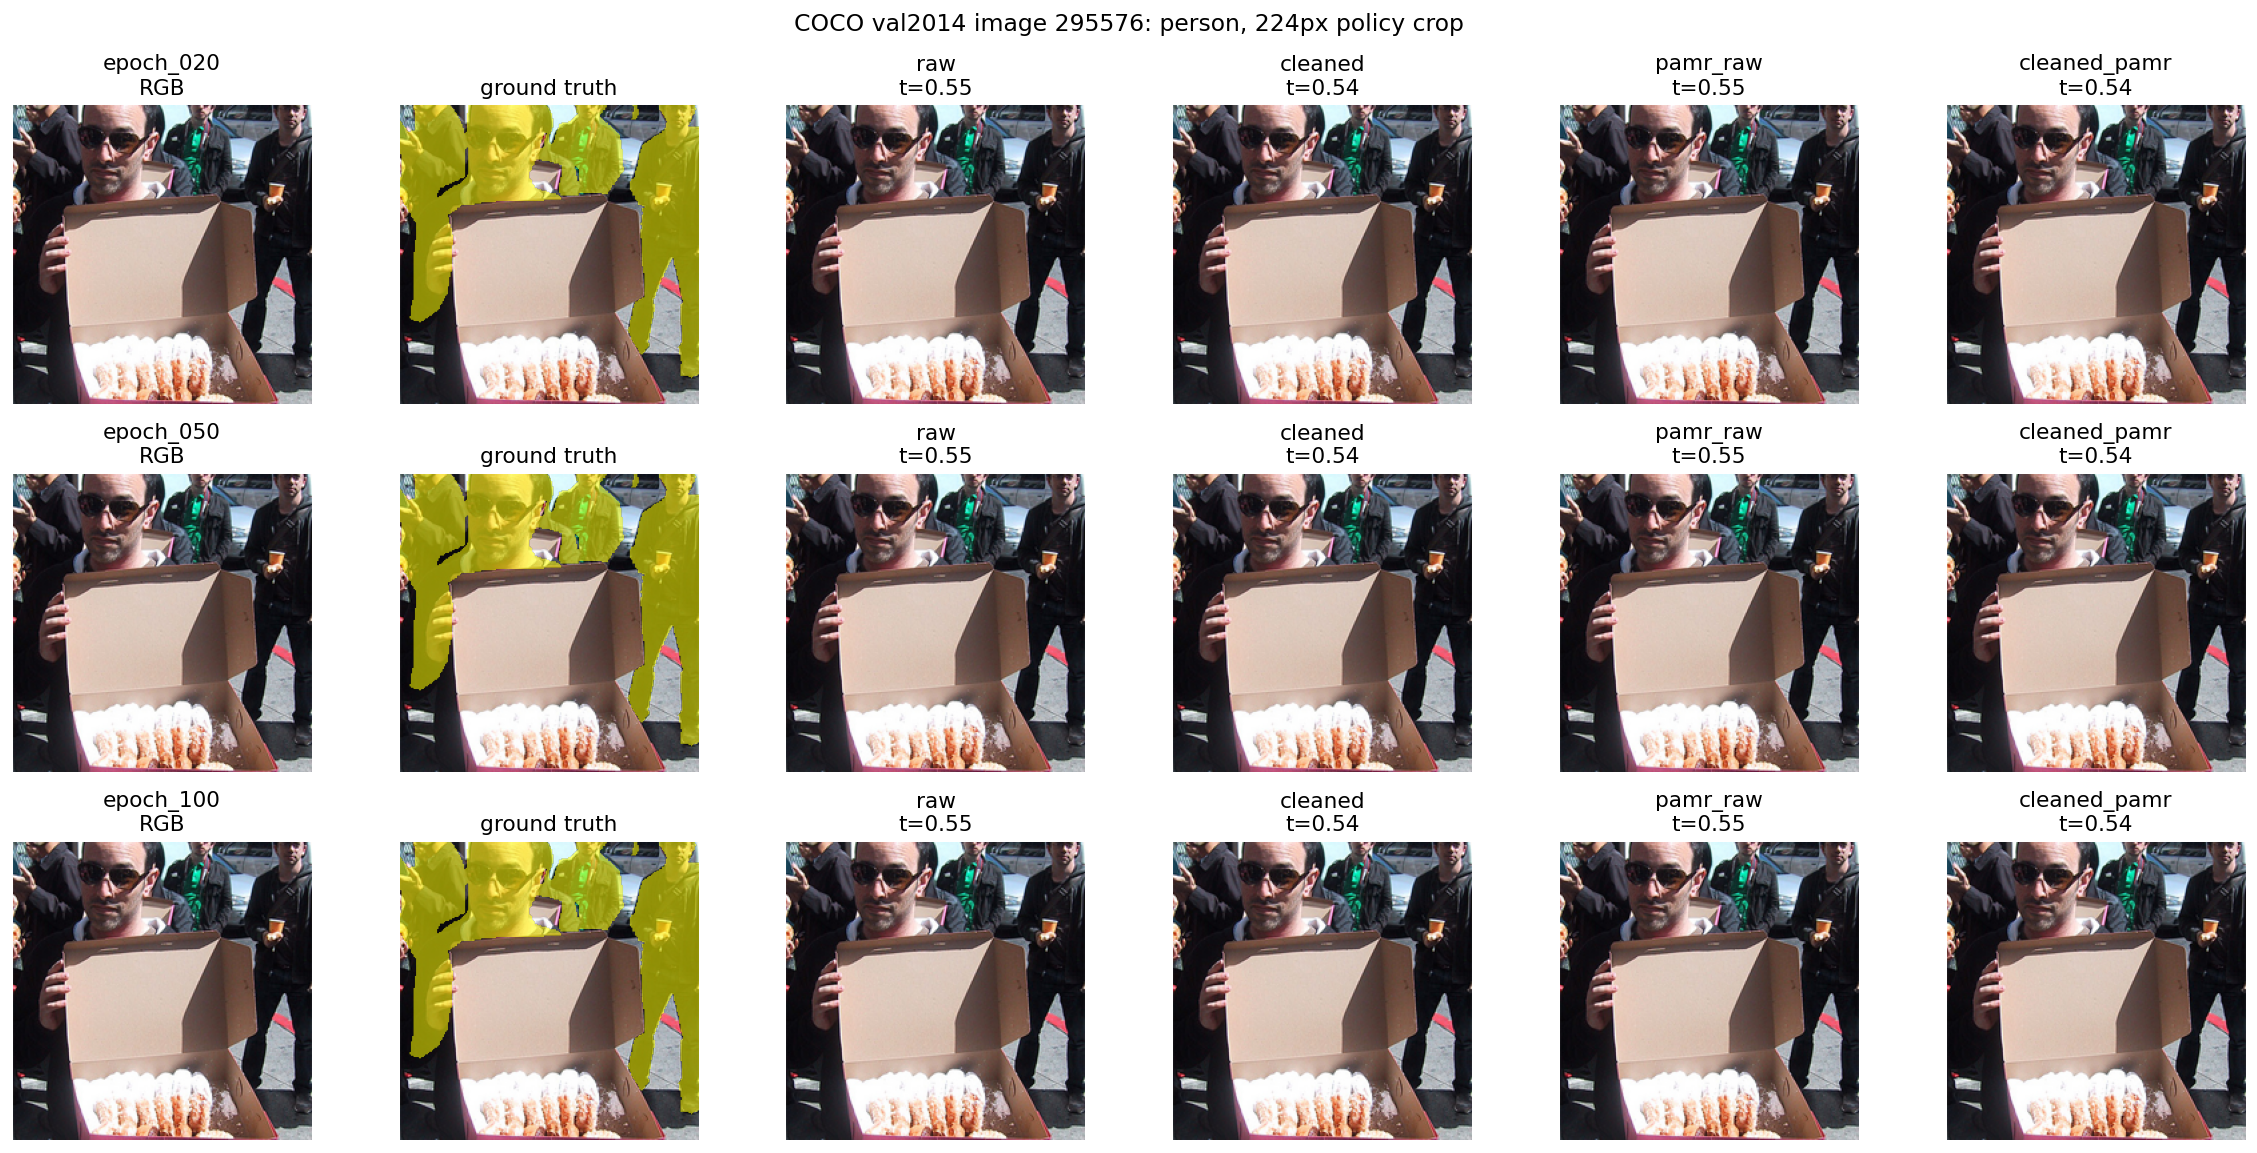 COCO val2014 image 295576: person, 224px policy crop
epoch_020
RGB
ground truth
raw
t=0.55
cleaned
t=0.54
pamr_raw
t=0.55
cleaned_pamr
t=0.54
epoch_050
RGB
ground truth
raw
t=0.55
cleaned
t=0.54
pamr_raw
t=0.55
cleaned_pamr
t=0.54
epoch_100
RGB
ground truth
raw
t=0.55
cleaned
t=0.54
pamr_raw
t=0.55
cleaned_pamr
t=0.54